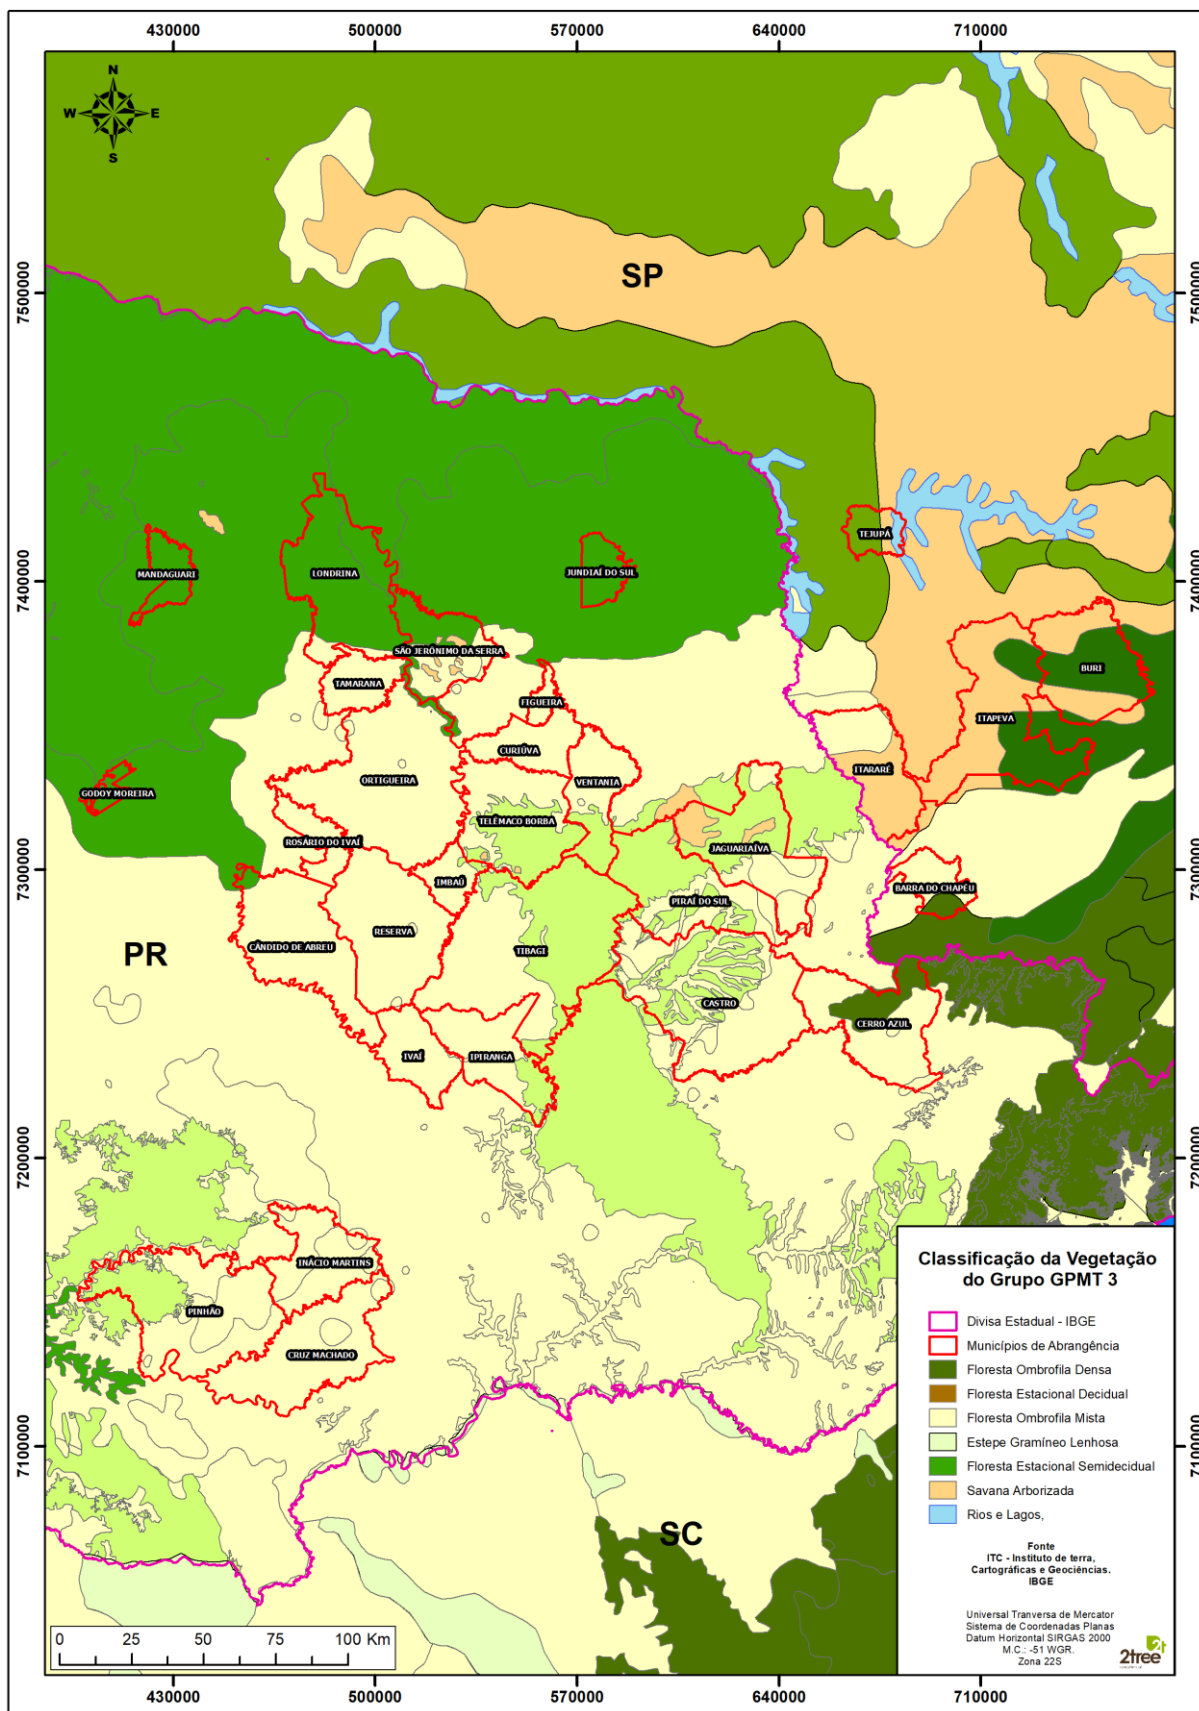 430000 500000 570000 640000 710000
N
W E
S
SP
7500000 7500000
TEJUPÁ
MANDAGUARI LONDRINA JUNDIAÍ DO SUL
7400000 7400000
SÃO JERÔNIMO DA SERRA
BURI
TAMARANA
FIGUEIRA
ITAPEVA
CURIÚVA
ITARARÉ
ORTIGUEIRA VENTANIA
GODOY MOREIRA
TELÊMACO BORBA
ROSÁRIO DO IVAÍ JAGUARIAÍVA
7300000 7300000
IMBAÚ
BARRA DO CHAPÉU
PIRAÍ DO SUL
RESERVA
CÂNDIDO DE ABREU
PR
TIBAGI
CASTRO
CERRO AZUL
IVAÍ IPIRANGA
7200000 7200000
INÁCIO MARTINS
PINHÃO
CRUZ MACHADO
7100000 7100000
SC
Classificação da Vegetação
do Grupo GPMT 3
Divisa Estadual - IBGE
Municípios de Abrangência
Floresta Ombrofila Densa
Floresta Estacional Decidual
Floresta Ombrofila Mista
Estepe Gramíneo Lenhosa
Floresta Estacional Semidecidual
Savana Arborizada
Rios e Lagos,
Fonte
ITC - Instituto de terra,
Cartográficas e Geociências.
IBGE
Universal Tranversa de Mercator
Sistema de Coordenadas Planas
Datum Horizontal SIRGAS 2000
M.C.: -51 WGR.
Zona 22S
2tree
0 25 50 75 100 Km
430000 500000 570000 640000 710000